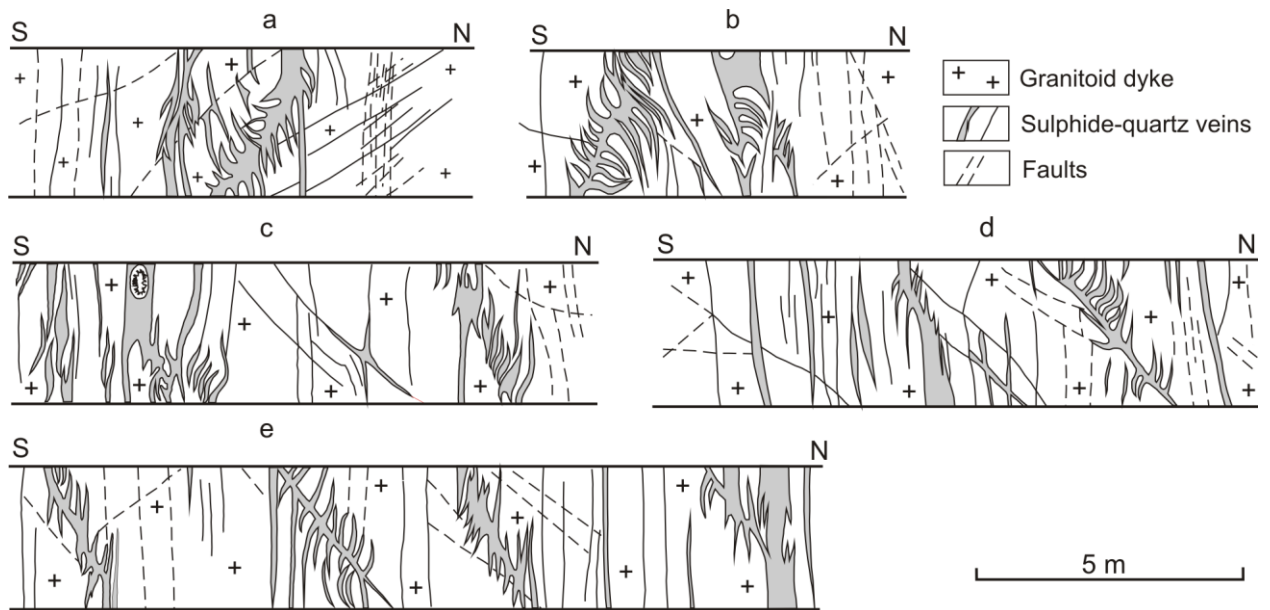 a
S N
b
S N
Granitoid dyke
Sulphide-quartz veins
Faults
c
S N
d
S N
e
S N
5 m